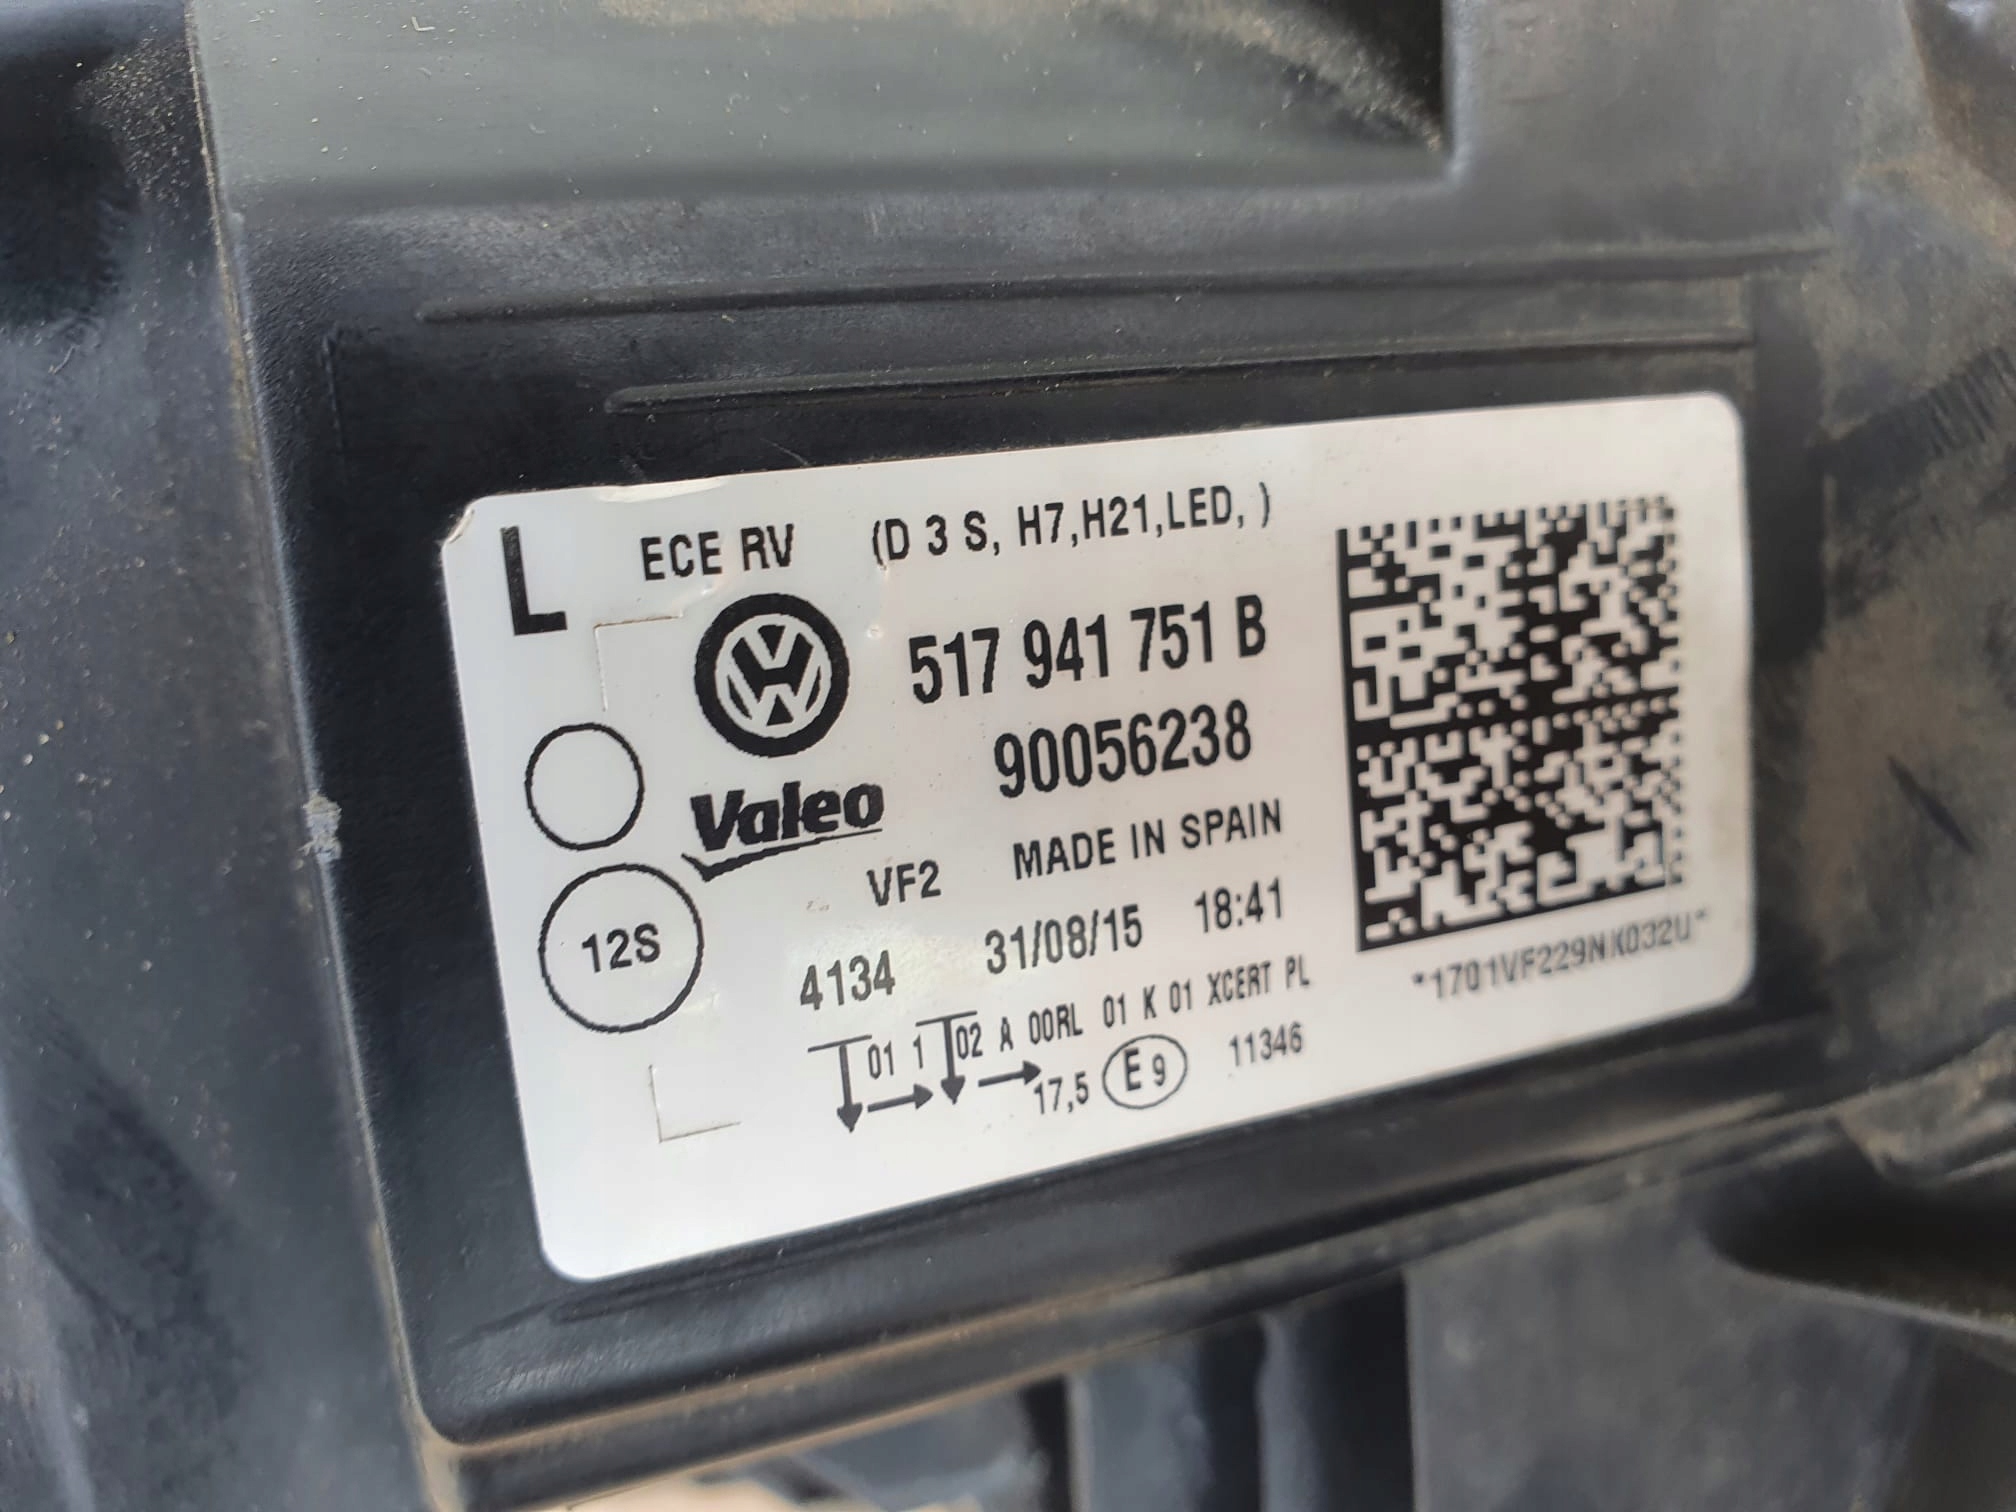 L ECE RV (D 3 S, H7,H21,LED, )
517 941 751 B
90056238
Valeo
VF2 MADE IN SPAIN
12S
4134 31/08/15 18:41
*1701VF229NK032U*
01 1 02 A 00RL 01 K 01 XCERT PL
17,5 E9 11346